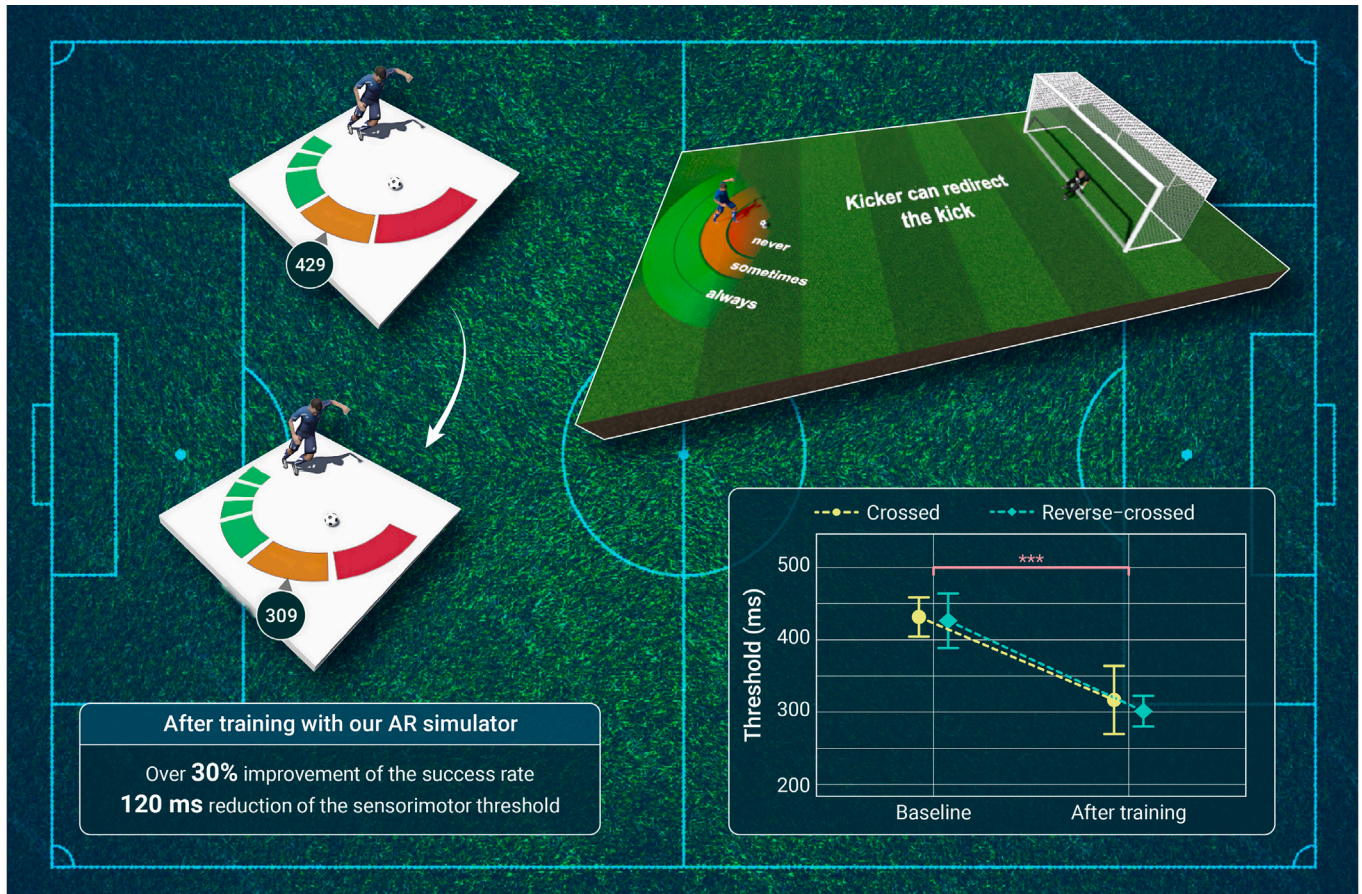 429
309
Kicker can redirect
the kick
never
sometimes
always
After training with our AR simulator
Over 30% improvement of the success rate
120 ms reduction of the sensorimotor threshold
Crossed
Reverse-crossed
***
Threshold (ms)
500
400
300
200
Baseline
After training